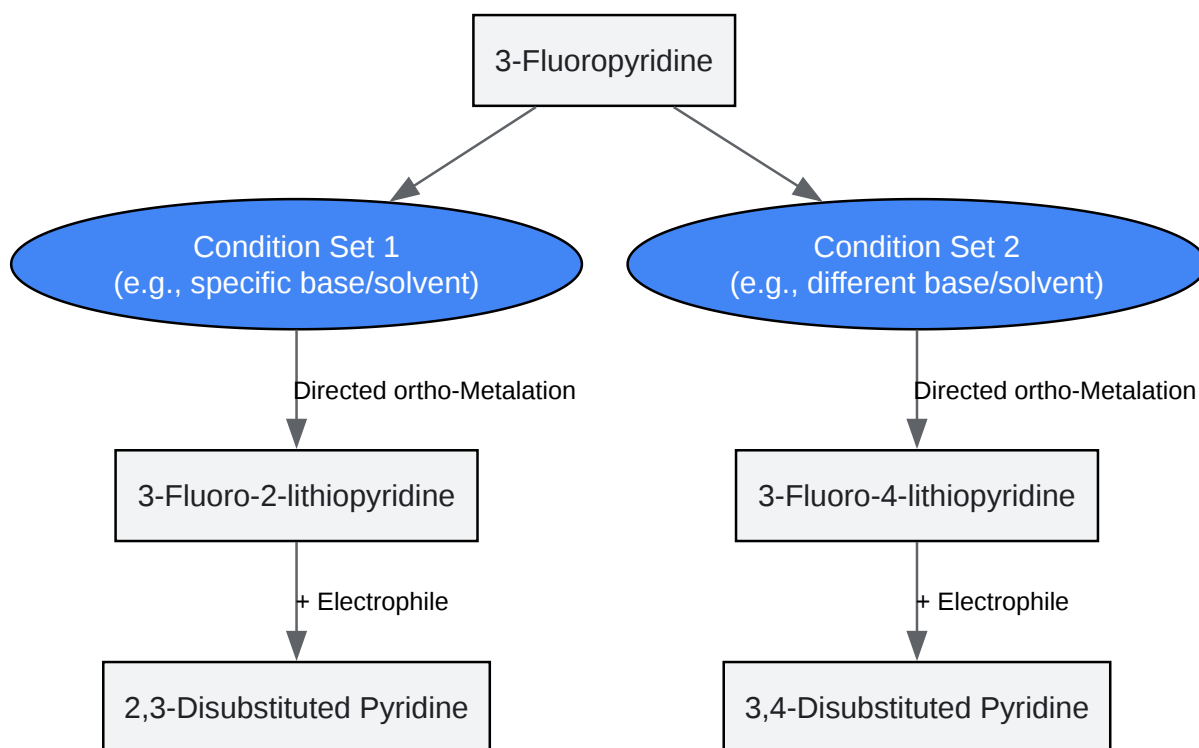 3-Fluoropyridine
Condition Set 1
(e.g., specific base/solvent)
Condition Set 2
(e.g., different base/solvent)
Directed ortho-Metalation
Directed ortho-Metalation
3-Fluoro-2-lithiopyridine
3-Fluoro-4-lithiopyridine
+ Electrophile
+ Electrophile
2,3-Disubstituted Pyridine
3,4-Disubstituted Pyridine